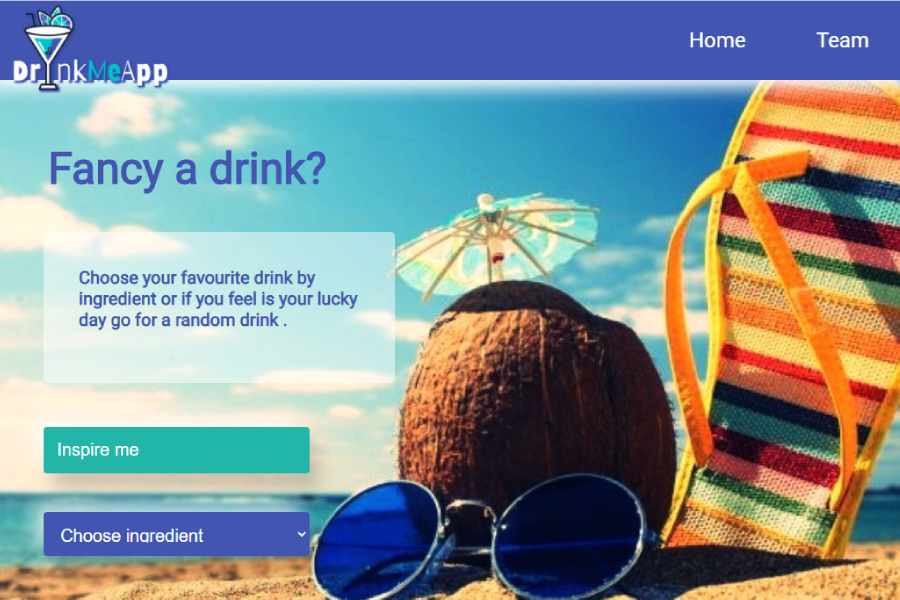 DrinkMeApp
Home
Team
Fancy a drink?
Choose your favourite drink by
ingredient or if you feel is your lucky
day go for a random drink .
Inspire me
Choose ingredient